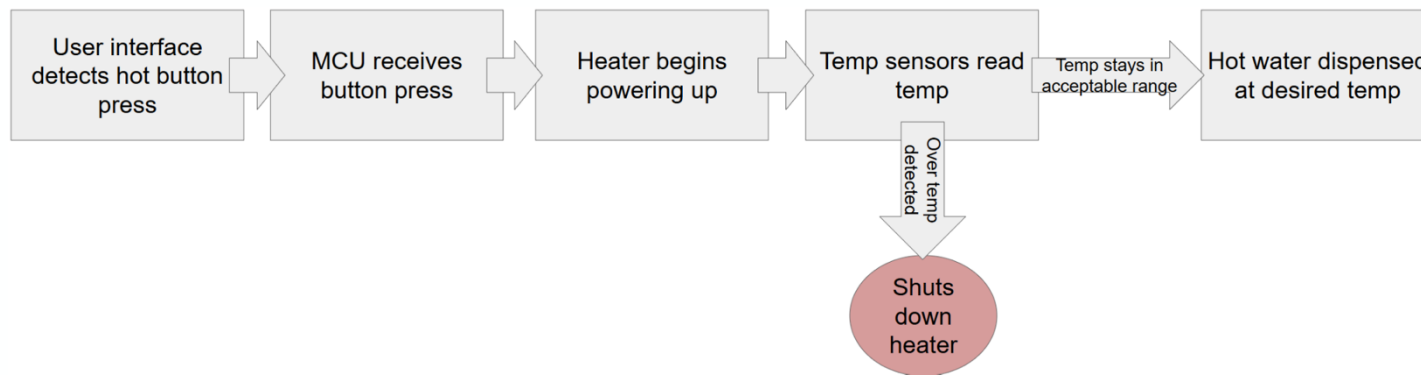 User interface
detects hot button
press
MCU receives
button press
Heater begins
powering up
Temp sensors read
temp
Temp stays in
acceptable range
Hot water dispensed
at desired temp
Over temp
detected
Shuts
down
heater